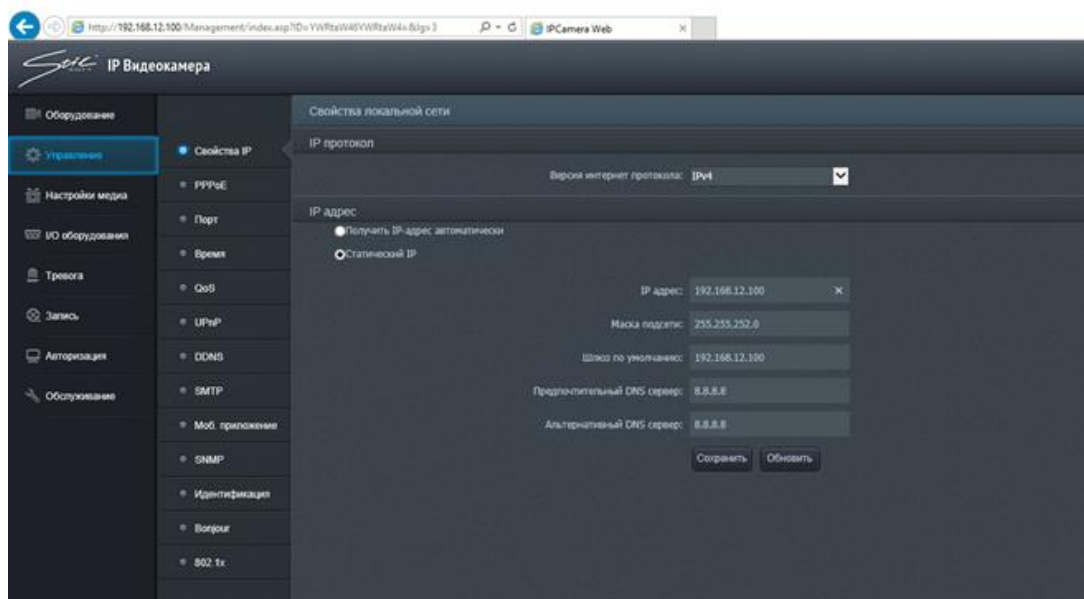 http://192.168.12.100/Management/index.asp?ID=YWRtaW46YWRtaW4=&lg=3
IPCamera Web
IP Видеокамера
Оборудование
Управление
Настройки медиа
I/O оборудования
Тревога
Запись
Авторизация
Обслуживание
Свойства IP
PPPoE
Порт
Время
QoS
UPnP
DDNS
SMTP
Моб. приложение
SNMP
Идентификация
Bonjour
802.1x
Свойства локальной сети
IP протокол
Версия интернет протокола: IPv4
IP адрес
Получить IP-адрес автоматически
Статический IP
IP адрес: 192.168.12.100
Маска подсети: 255.255.252.0
Шлюз по умолчанию: 192.168.12.100
Предпочтительный DNS сервер: 8.8.8.8
Альтернативный DNS сервер: 8.8.8.8
Сохранить Обновить